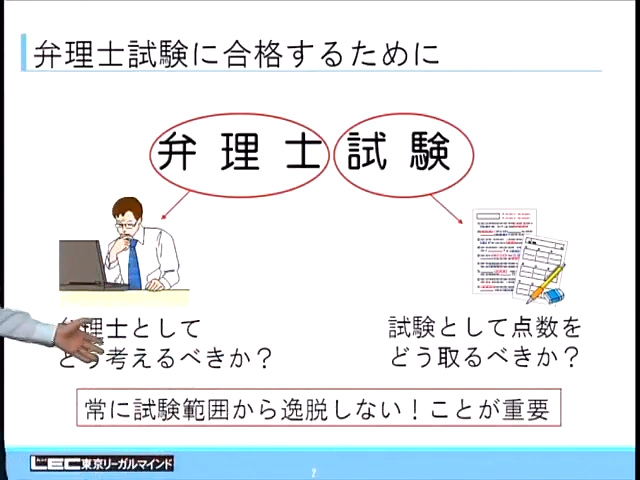 弁理士試験に合格するために
弁理士試験
弁理士として
どう考えるべきか？
試験として点数を
どう取るべきか？
常に試験範囲から逸脱しない！ことが重要
LEC東京リーガルマインド
2